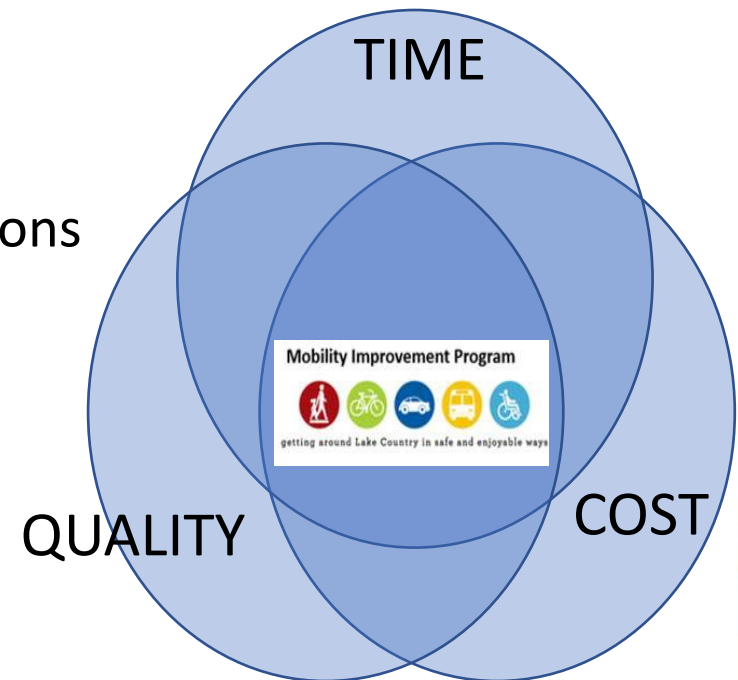 TIME
ons
Mobility Improvement Program
getting around Lake Country in safe and enjoyable ways
QUALITY
COST